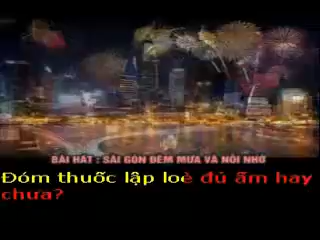 BÀI HÁT : SÀI GÒN ĐÊM MƯA VÀ NỖI NHỚ
Đóm thuốc lập loè đủ ấm hay
chưa?